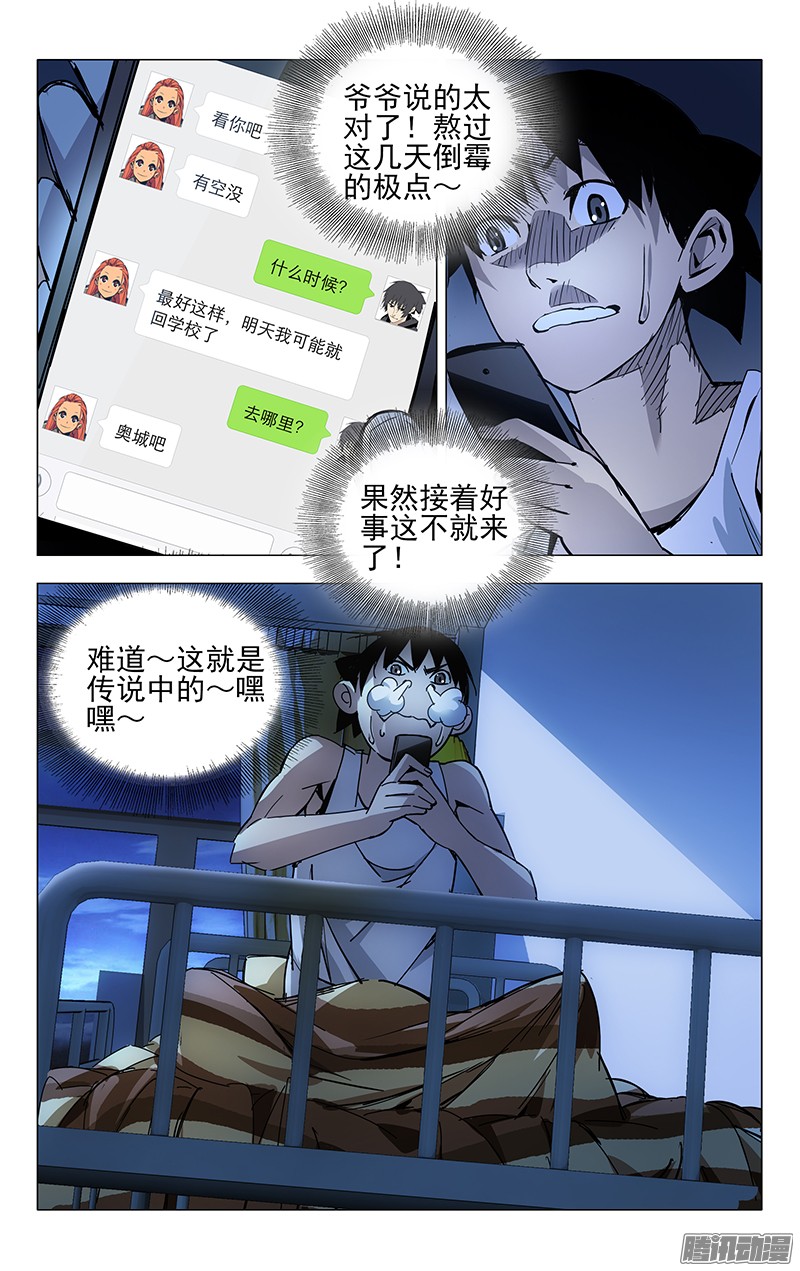 看你吧
有空没
什么时候？
最好这样，明天我可能就
回学校了
去哪里？
奥城吧
爷爷说的太
对了！熬过
这几天倒霉
的极点～
果然接着好
事这不就来
了！
难道～这就是
传说中的～嘿
嘿～
腾讯动漫